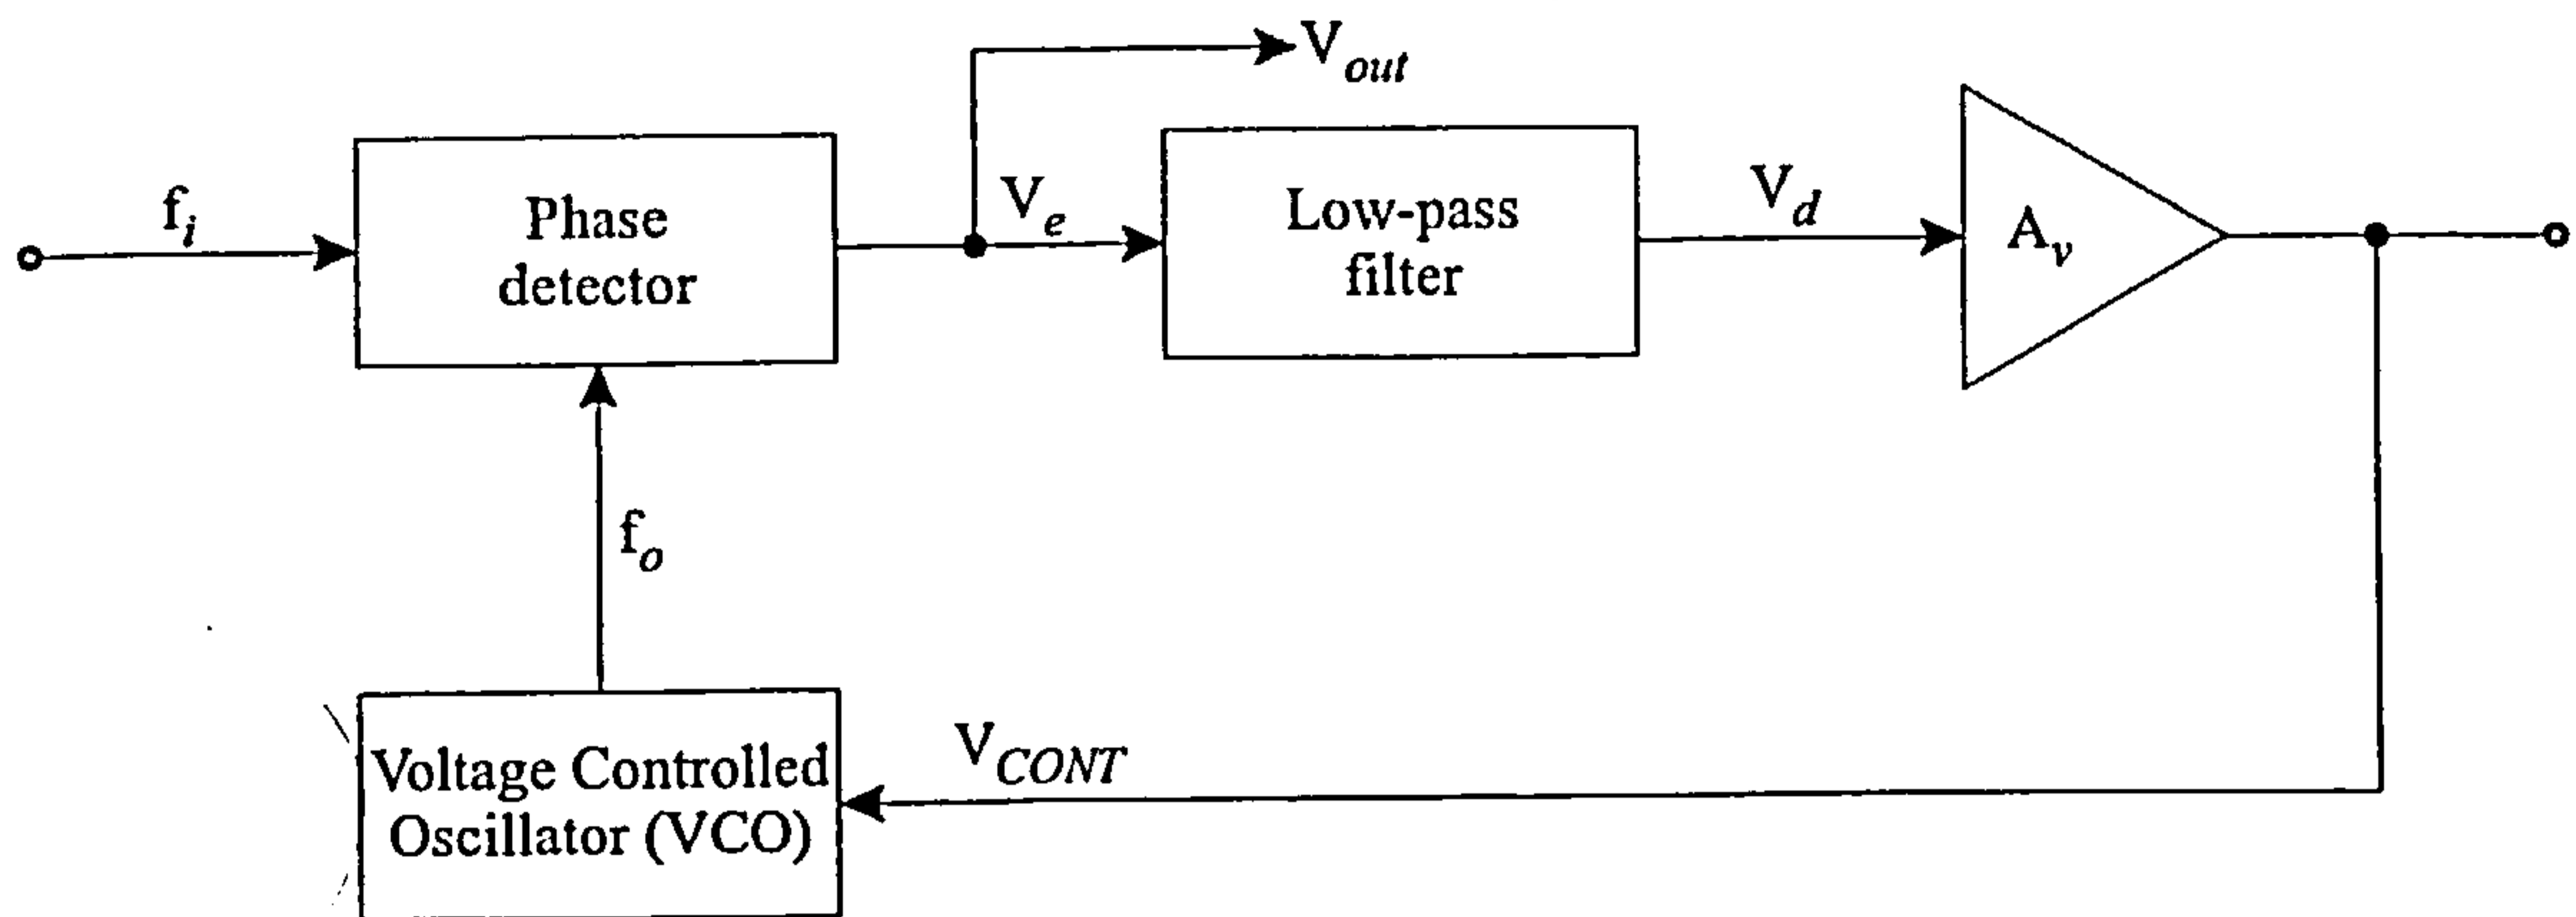 V_out
f_i
Phase
detector
V_e
Low-pass
filter
V_d
A_v
f_o
Voltage Controlled
Oscillator (VCO)
V_CONT